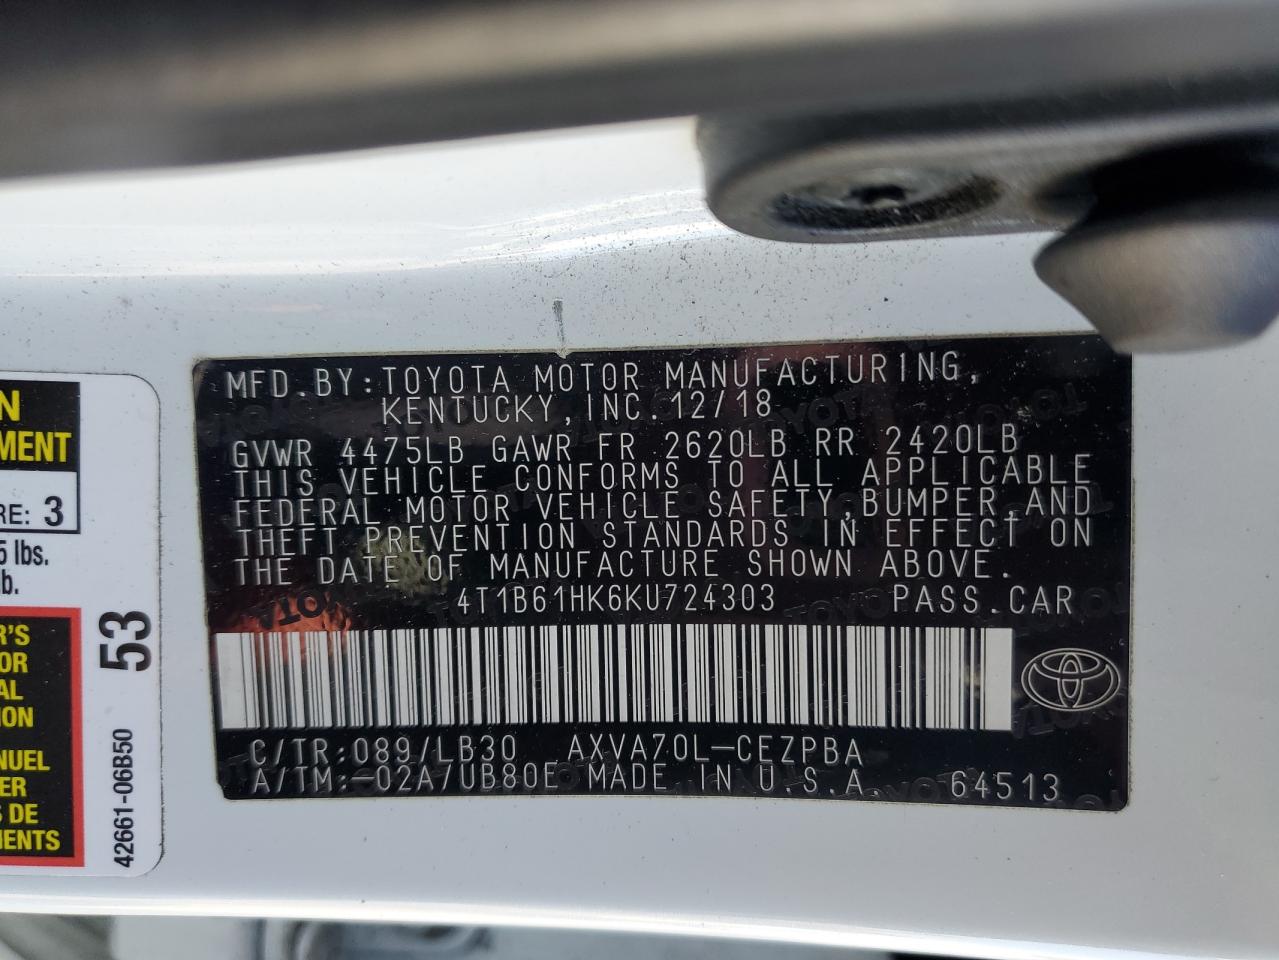 MFD.BY:TOYOTA MOTOR MANUFACTURING,
KENTUCKY,INC.12/18
GVWR 4475LB GAWR FR 2620LB RR 2420LB
THIS VEHICLE CONFORMS TO ALL APPLICABLE
FEDERAL MOTOR VEHICLE SAFETY,BUMPER,AND
THEFT PREVENTION STANDARDS IN EFFECT ON
THE DATE OF MANUFACTURE SHOWN ABOVE.
4T1B61HK6KU724303 PASS.CAR
C/TR:089/LB30 AXVA70L-CEZPBA
A/TM:-02A/UB80E MADE IN U.S.A. 64513
N
MENT
RE: 3
5 lbs.
b.
R'S
OR
AL
ION
NUEL
ER
S DE
MENTS
53
42661-06B50